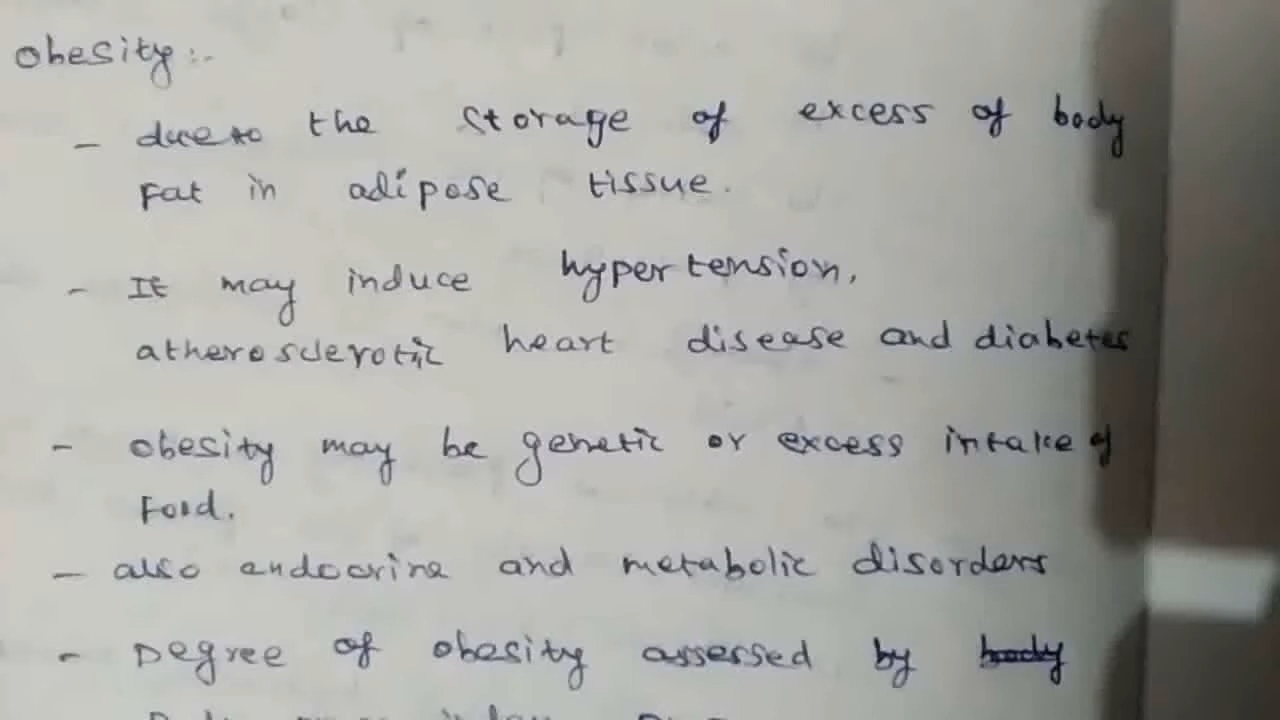 obesity :-
- due to the storage of excess of body
Fat in adipose tissue.
- It may induce hypertension,
atherosclerotic heart disease and diabetes
- obesity may be genetic or excess intake of
Food.
- also endocrine and metabolic disorders
- Degree of obesity assessed by body